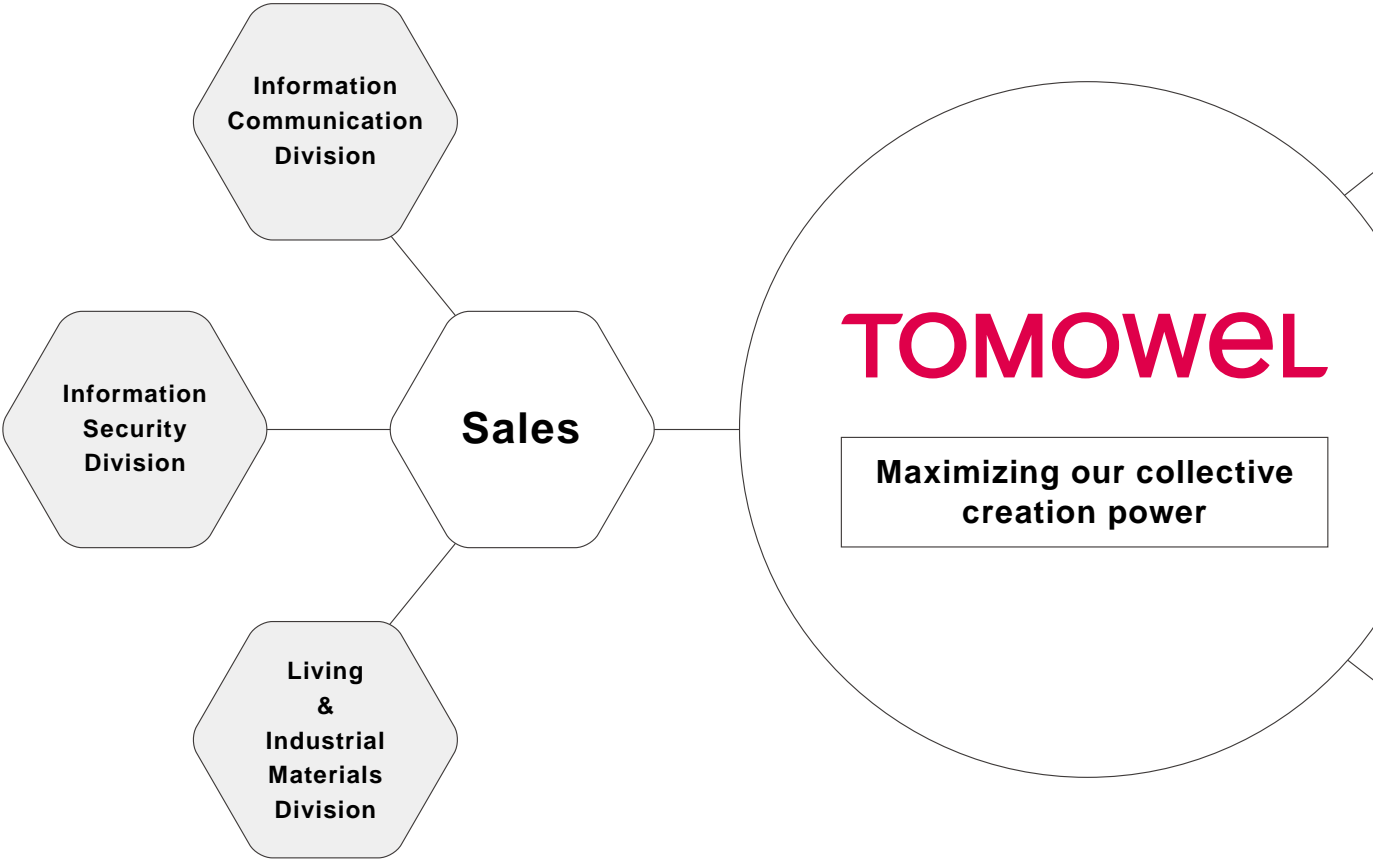 Information
Communication
Division
Information
Security
Division
Sales
Living
&
Industrial
Materials
Division
TOMOWeL
Maximizing our collective
creation power